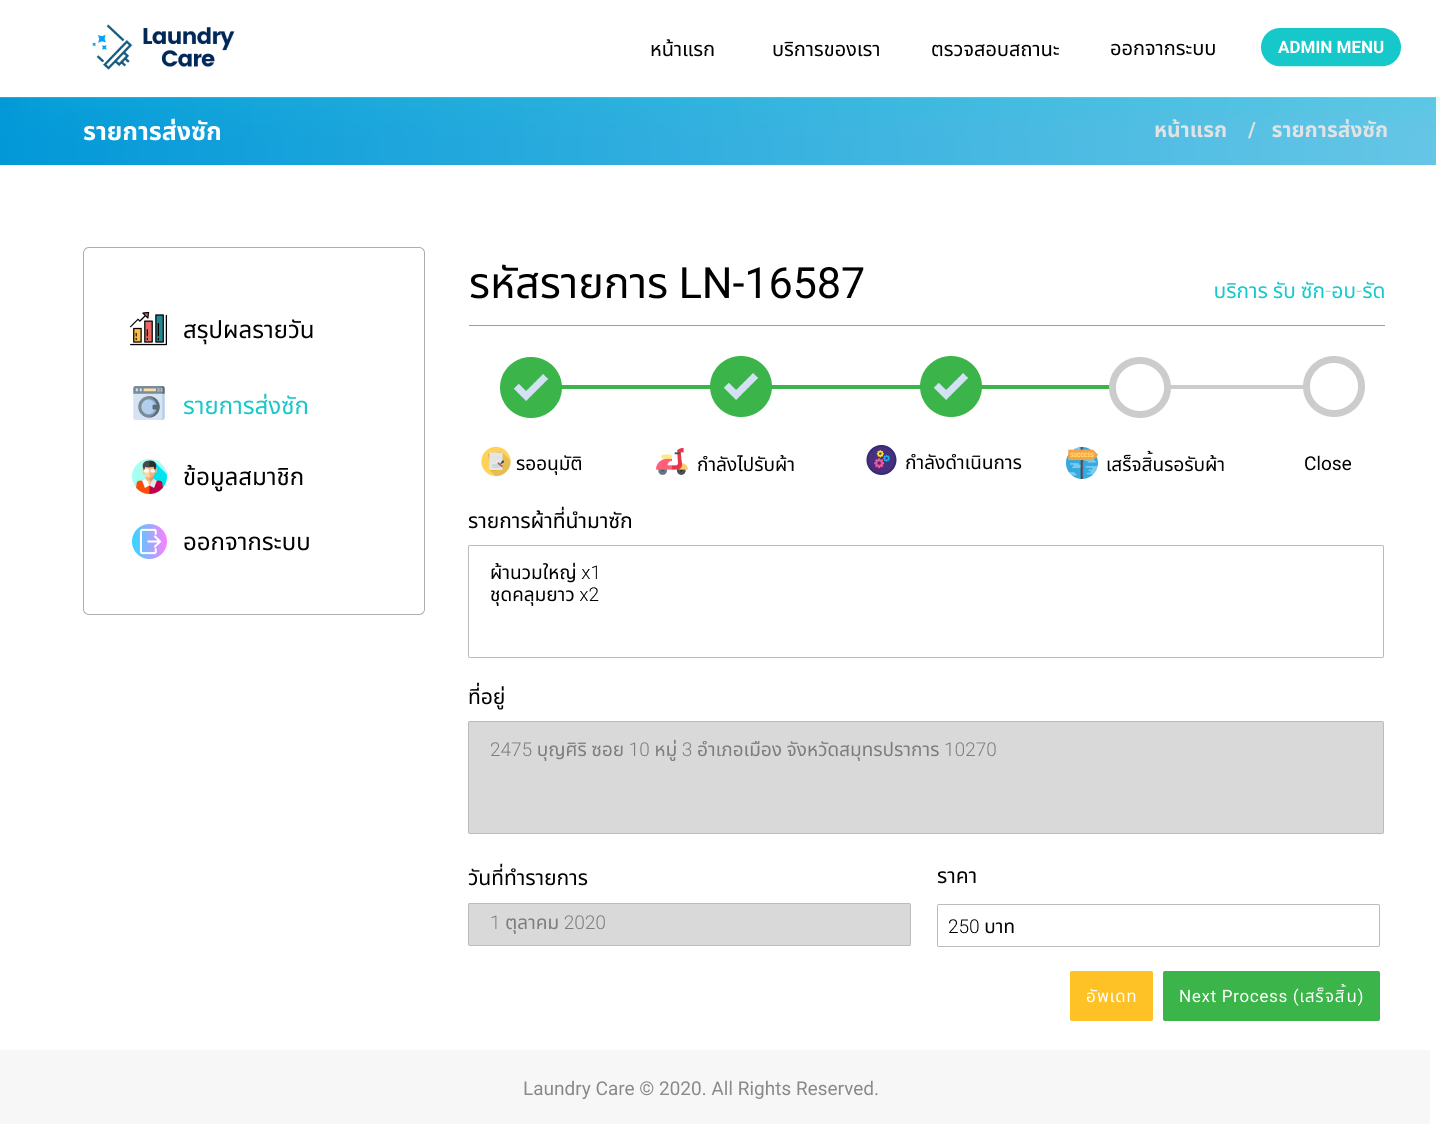 Laundry
Care
หน้าแรก
บริการของเรา
ตรวจสอบสถานะ
ออกจากระบบ
ADMIN MENU
รายการส่งซัก
หน้าแรก / รายการส่งซัก
สรุปผลรายวัน
รายการส่งซัก
ข้อมูลสมาชิก
ออกจากระบบ
รหัสรายการ LN-16587
บริการ รับ ซัก-อบ-รัด
รออนุมัติ
กำลังไปรับผ้า
กำลังดำเนินการ
SUCCESS
เสร็จสิ้นรอรับผ้า
Close
รายการผ้าที่นำมาซัก
ผ้านวมใหญ่ x1
ชุดคลุมยาว x2
ที่อยู่
2475 บุญศิริ ซอย 10 หมู่ 3 อำเภอเมือง จังหวัดสมุทรปราการ 10270
วันที่ทำรายการ
1 ตุลาคม 2020
ราคา
250 บาท
อัพเดท
Next Process (เสร็จสิ้น)
Laundry Care © 2020. All Rights Reserved.